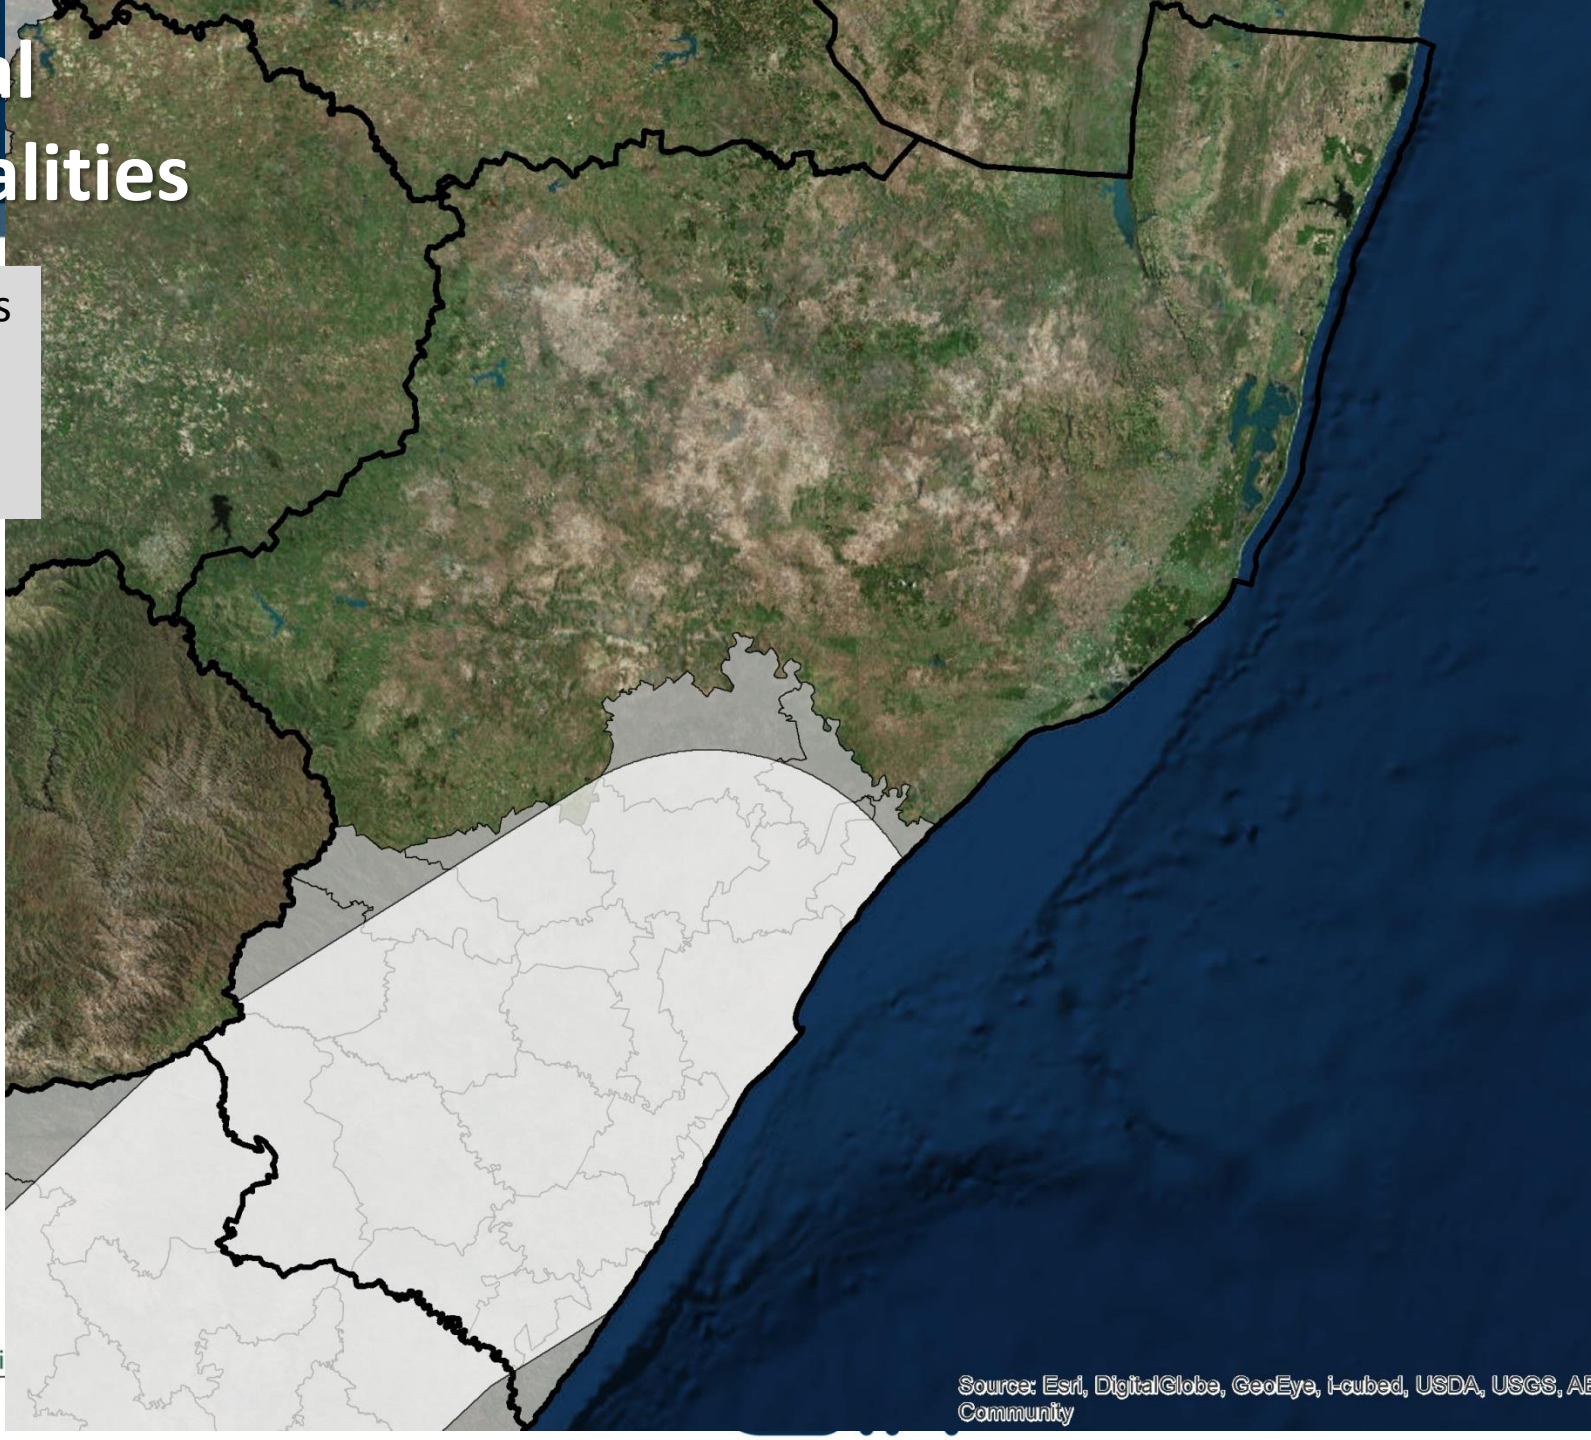 al
alities
s
Source: Esri, DigitalGlobe, GeoEye, i-cubed, USDA, USGS, AE
Community